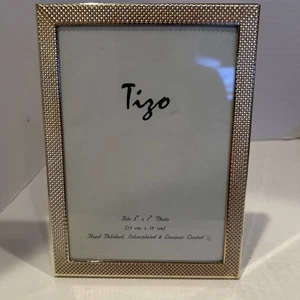 Tizo
Fits 5" x 7" Photo
(13 cm x 18 cm)
Hand Polished, Silverplated & Lacquer Coated